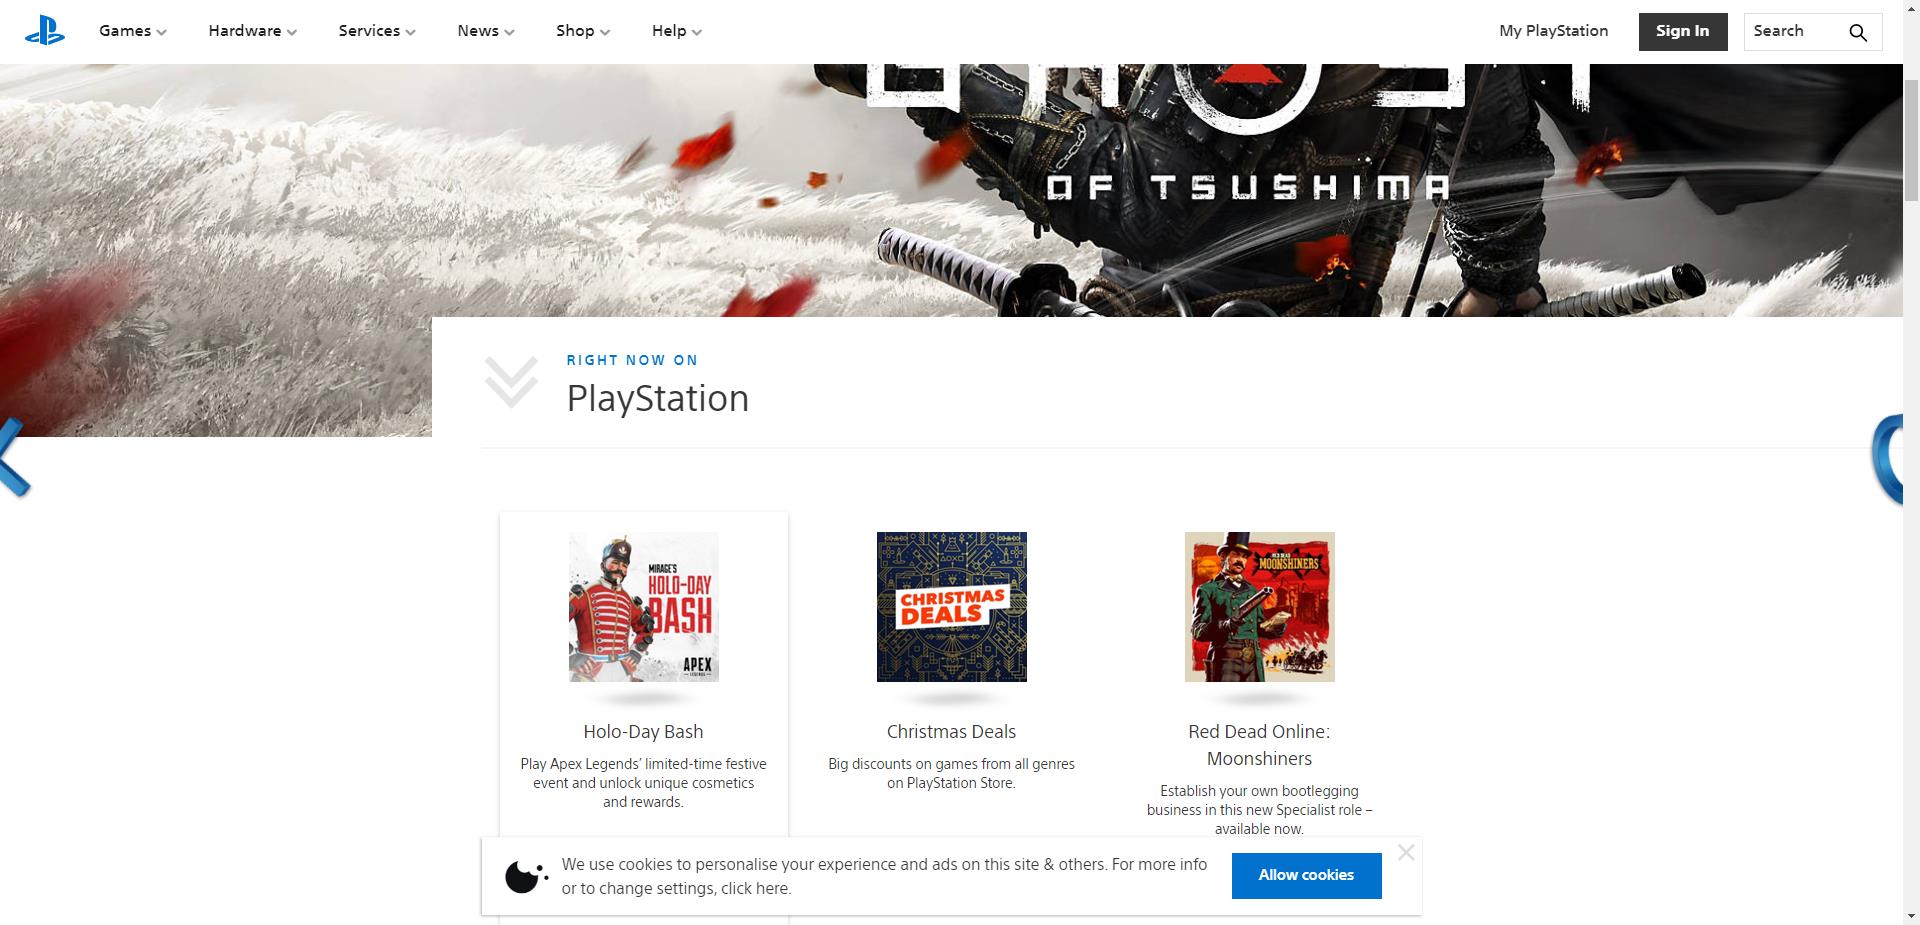 Games
Hardware
Services
News
Shop
Help
My PlayStation
Sign In
Search
GHOST
OF TSUSHIMA
RIGHT NOW ON
PlayStation
MIRAGE'S
HOLO-DAY
BASH
APEX
LEGENDS
CHRISTMAS
DEALS
RED DEAD
MOONSHINERS
Holo-Day Bash
Play Apex Legends’ limited-time festive
event and unlock unique cosmetics
and rewards.
Christmas Deals
Big discounts on games from all genres
on PlayStation Store.
Red Dead Online:
Moonshiners
Establish your own bootlegging
business in this new Specialist role –
available now.
We use cookies to personalise your experience and ads on this site & others. For more info
or to change settings, click here.
Allow cookies